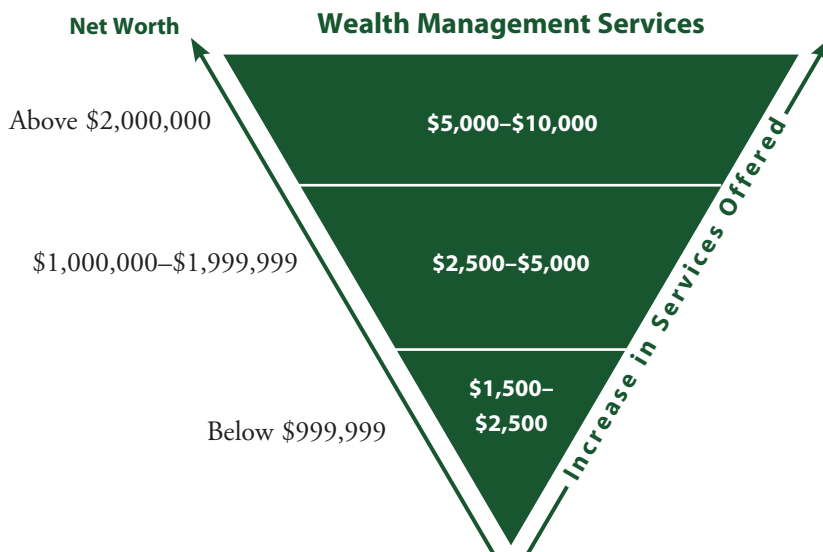 Net Worth
Wealth Management Services
Above $2,000,000
$5,000–$10,000
$1,000,000–$1,999,999
$2,500–$5,000
Below $999,999
$1,500–
$2,500
Increase in Services Offered